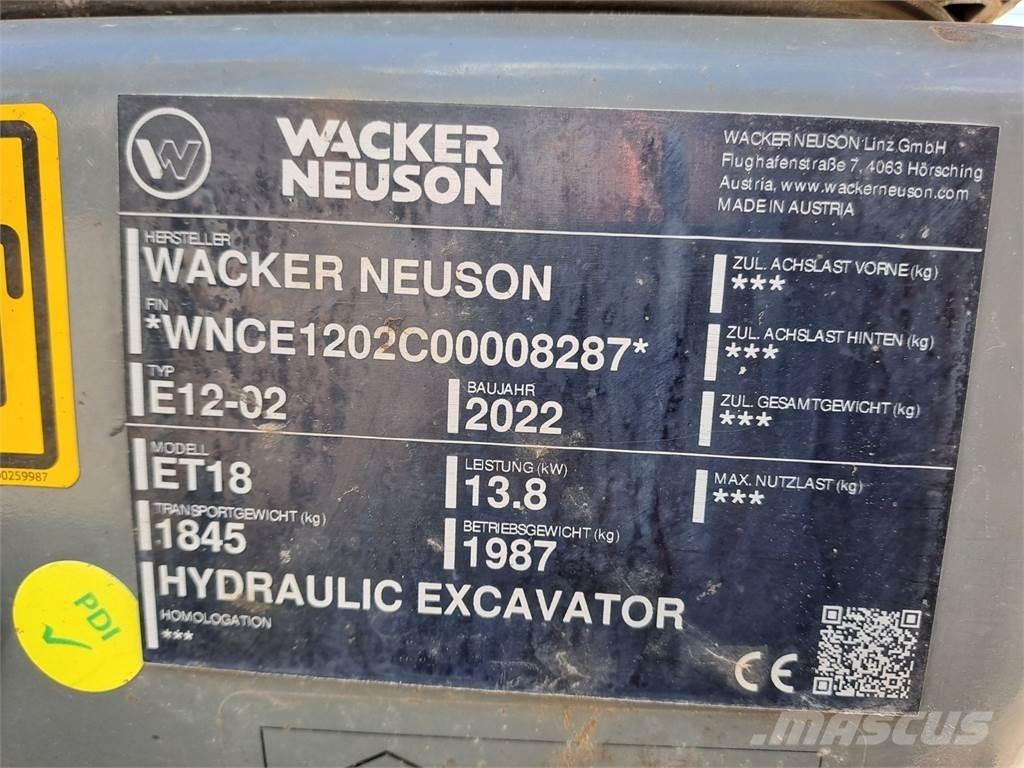 WACKER
NEUSON
WACKER NEUSON Linz GmbH
Flughafenstraße 7, 4063 Hörsching
Austria, www.wackerneuson.com
MADE IN AUSTRIA
HERSTELLER
WACKER NEUSON
FIN
*WNCE1202C00008287*
TYP
E12-02
BAUJAHR
2022
ZUL. ACHSLAST VORNE (kg)
***
ZUL. ACHSLAST HINTEN (kg)
***
ZUL. GESAMTGEWICHT (kg)
***
MODELL
ET18
LEISTUNG (kW)
13.8
MAX. NUTZLAST (kg)
***
TRANSPORTGEWICHT (kg)
1845
BETRIEBSGEWICHT (kg)
1987
HYDRAULIC EXCAVATOR
HOMOLOGATION
***
CE
00259987
PDI
MASCUS